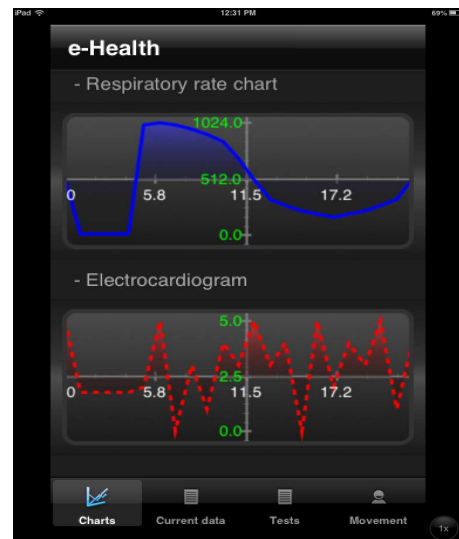 iPad 12:31 PM 69%
e-Health
- Respiratory rate chart
1024.0
512.0
0 5.8 11.5 17.2
0.0
- Electrocardiogram
5.0
2.5
0 5.8 11.5 17.2
0.0
Charts Current data Tests Movement
1x